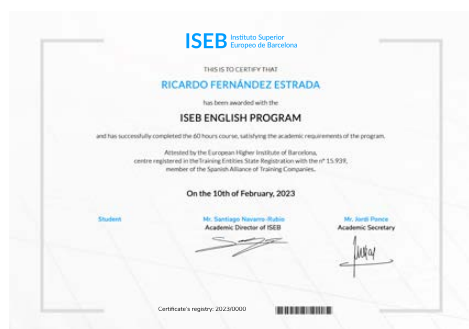 ISEB Instituto Superior
Europeo de Barcelona
THIS IS TO CERTIFY THAT
RICARDO FERNÁNDEZ ESTRADA
has been awarded with the
ISEB ENGLISH PROGRAM
and has successfully completed the 60 hours course, satisfying the academic requirements of the program.
Attested by the European Higher Institute of Barcelona,
centre registered in the Training Entities State Registration with the nº 15.939,
member of the Spanish Alliance of Training Companies.
On the 10th of February, 2023
Student
Mr. Santiago Navarro-Rubio
Academic Director of ISEB
Mr. Jordi Ponce
Academic Secretary
Certificate's registry: 2023/0000